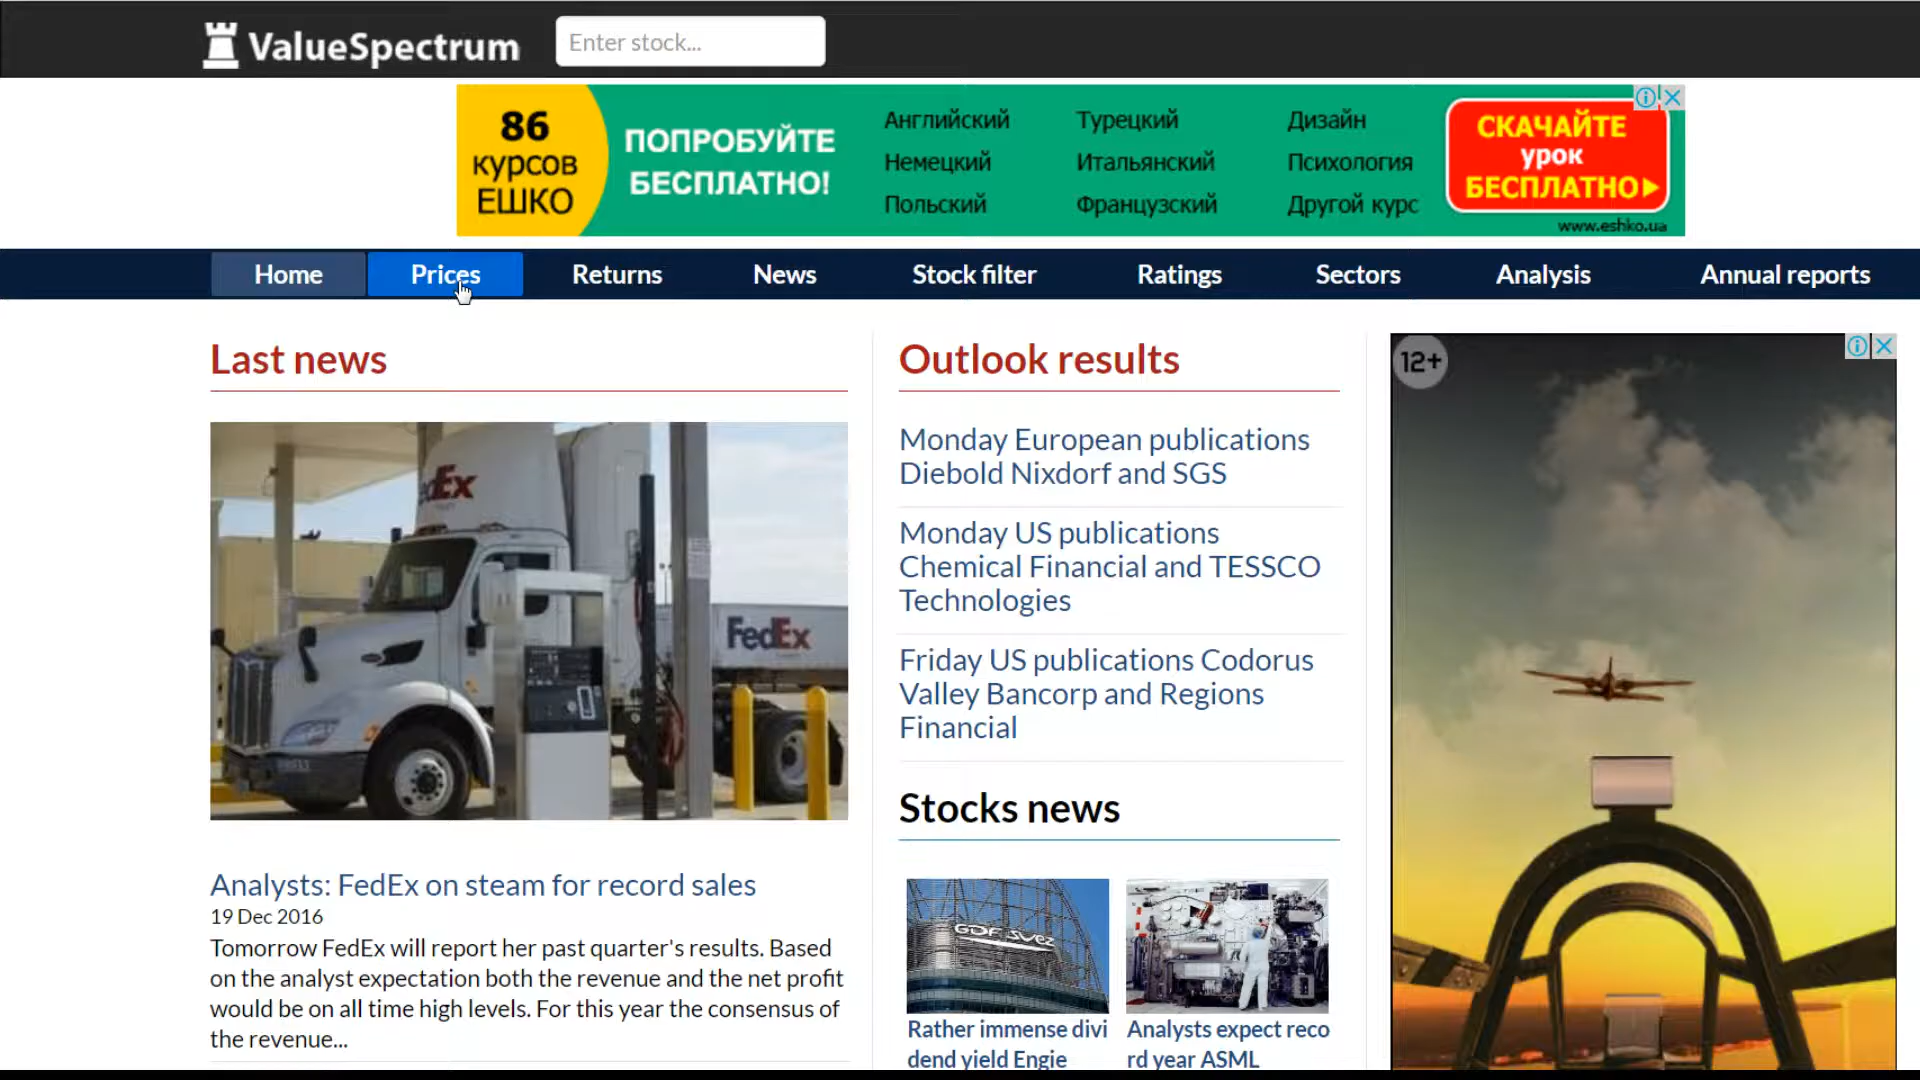 ValueSpectrum
Enter stock...
86
курсов
ЕШКО
ПОПРОБУЙТЕ
БЕСПЛАТНО!
Английский
Немецкий
Польский
Турецкий
Итальянский
Французский
Дизайн
Психология
Другой курс
СКАЧАЙТЕ
урок
БЕСПЛАТНО
www.eshko.ua
Home
Prices
Returns
News
Stock filter
Ratings
Sectors
Analysis
Annual reports
Last news
FedEx
FedEx
Analysts: FedEx on steam for record sales
19 Dec 2016
Tomorrow FedEx will report her past quarter's results. Based
on the analyst expectation both the revenue and the net profit
would be on all time high levels. For this year the consensus of
the revenue...
Outlook results
Monday European publications
Diebold Nixdorf and SGS
Monday US publications
Chemical Financial and TESSCO
Technologies
Friday US publications Codorus
Valley Bancorp and Regions
Financial
Stocks news
GDF SUEZ
Rather immense divi
dend yield Engie
Analysts expect reco
rd year ASML
12+